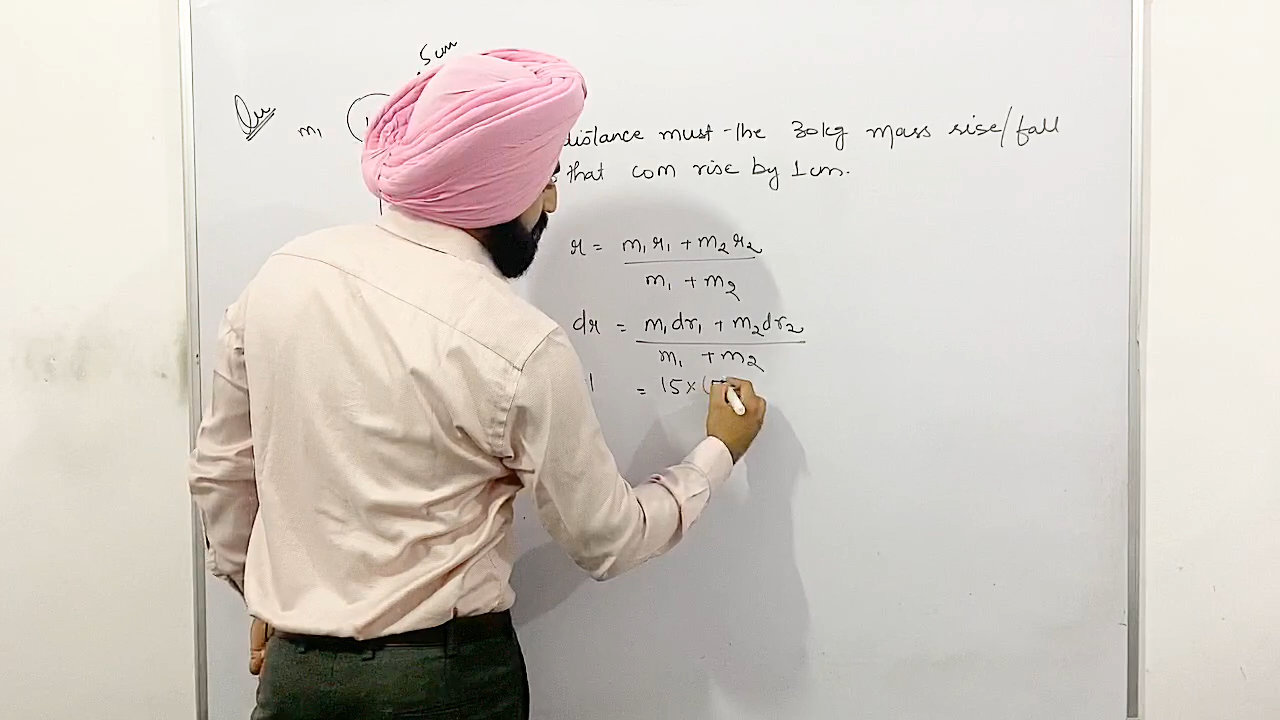 5cm
Que m₁ distance must the 30kg mass rise/fall
that com rise by 1cm.
r = m₁r₁ + m₂r₂
m₁ + m₂
dr = m₁dr₁ + m₂dr₂
m₁ + m₂
1 = 15×(